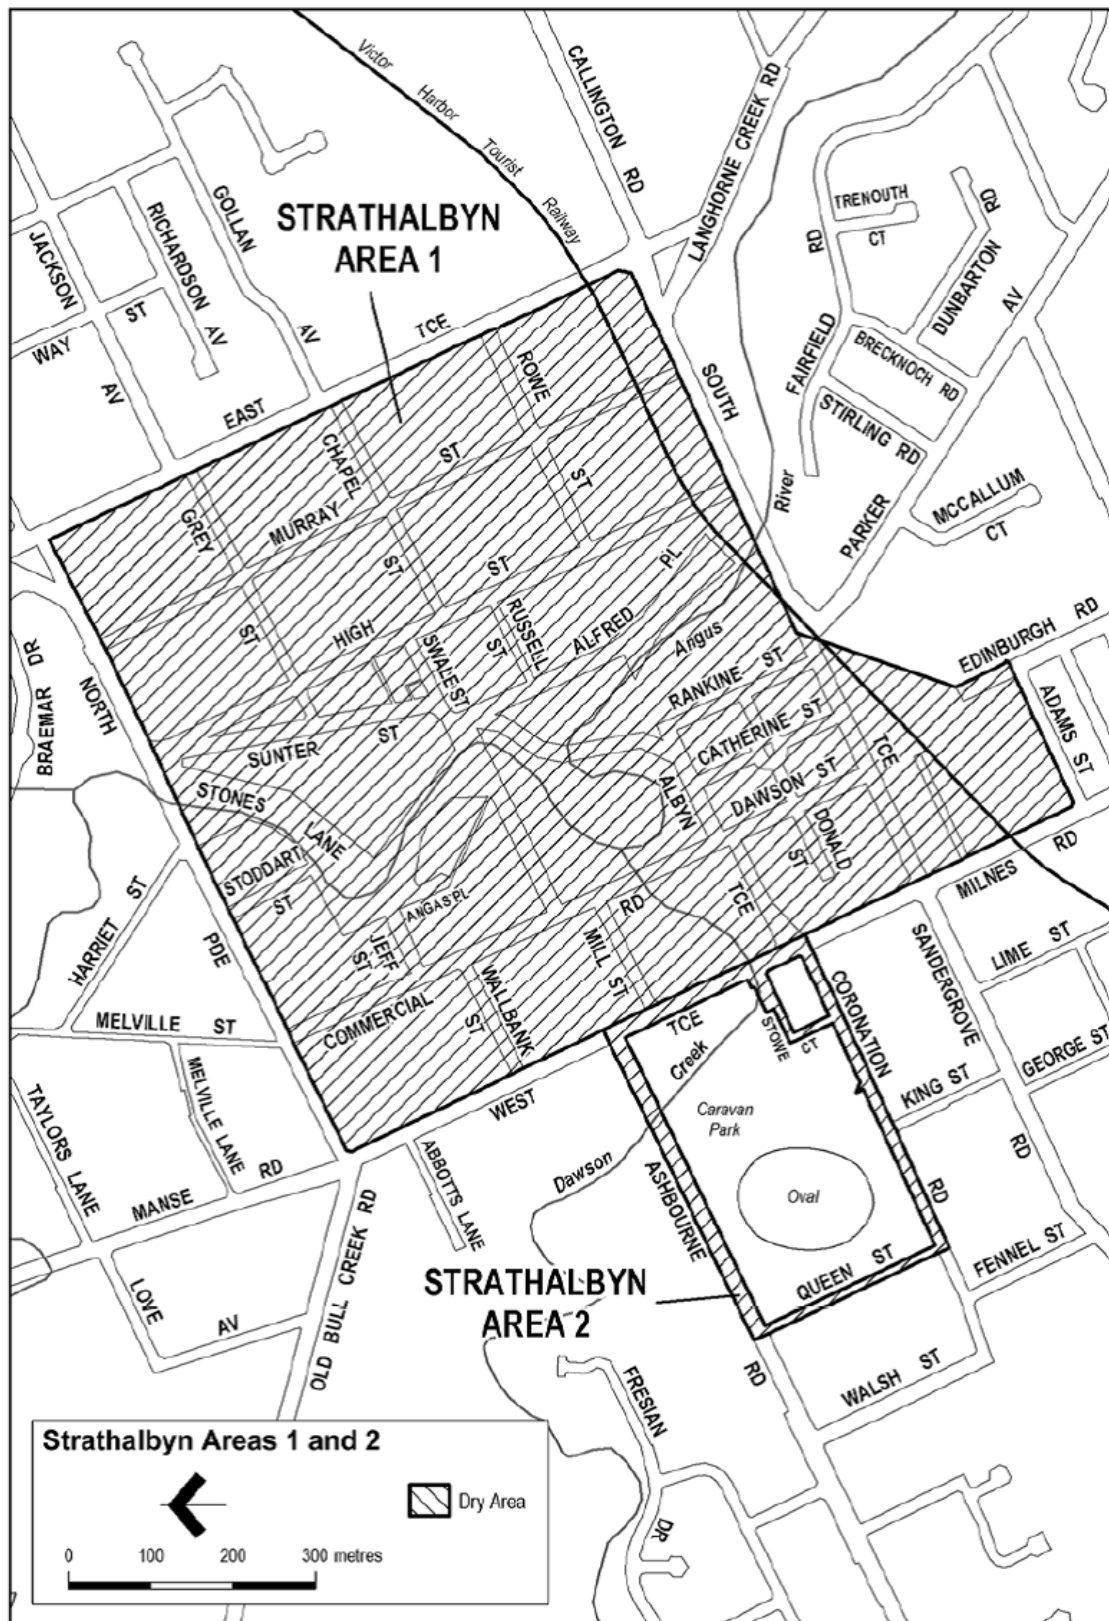 Victor
Harbor
Tourist
Railway
CALLINGTON RD
LANGHORNE CREEK RD
TRENOUTH
CT
DUNBARTON RD
FAIRFIELD RD
BRECKNOCH RD
STIRLING RD
PARKER AV
MCCALLUM
CT
JACKSON AV
RICHARDSON AV
GOLLAN AV
WAY ST
STRATHALBYN
AREA 1
EAST TCE
SOUTH TCE
ROWE ST
CHAPEL ST
MURRAY ST
GREY ST
HIGH ST
RUSSELL ST
SWALE ST
ALFRED PL
Angus
River
RANKINE ST
CATHERINE ST
DAWSON ST
ALBYN TCE
DONALD ST
EDINBURGH RD
ADAMS ST
BRAEMAR DR
NORTH PDE
SUNTER ST
STONES LANE
STODDART ST
ANGAS PL
JEFF ST
COMMERCIAL RD
MILL ST
WALLBANK ST
HARRIET ST
MELVILLE ST
MELVILLE LANE
TAYLORS LANE
MANSE RD
LOVE AV
OLD BULL CREEK RD
ABBOTTS LANE
WEST TCE
Dawson
Creek
STOWE CT
CORONATION RD
SANDERGROVE RD
MILNES RD
LIME ST
GEORGE ST
KING ST
Caravan
Park
Oval
ASHBOURNE RD
QUEEN ST
FENNEL ST
WALSH ST
STRATHALBYN
AREA 2
FRESIAN DR
Strathalbyn Areas 1 and 2
Dry Area
0 100 200 300 metres